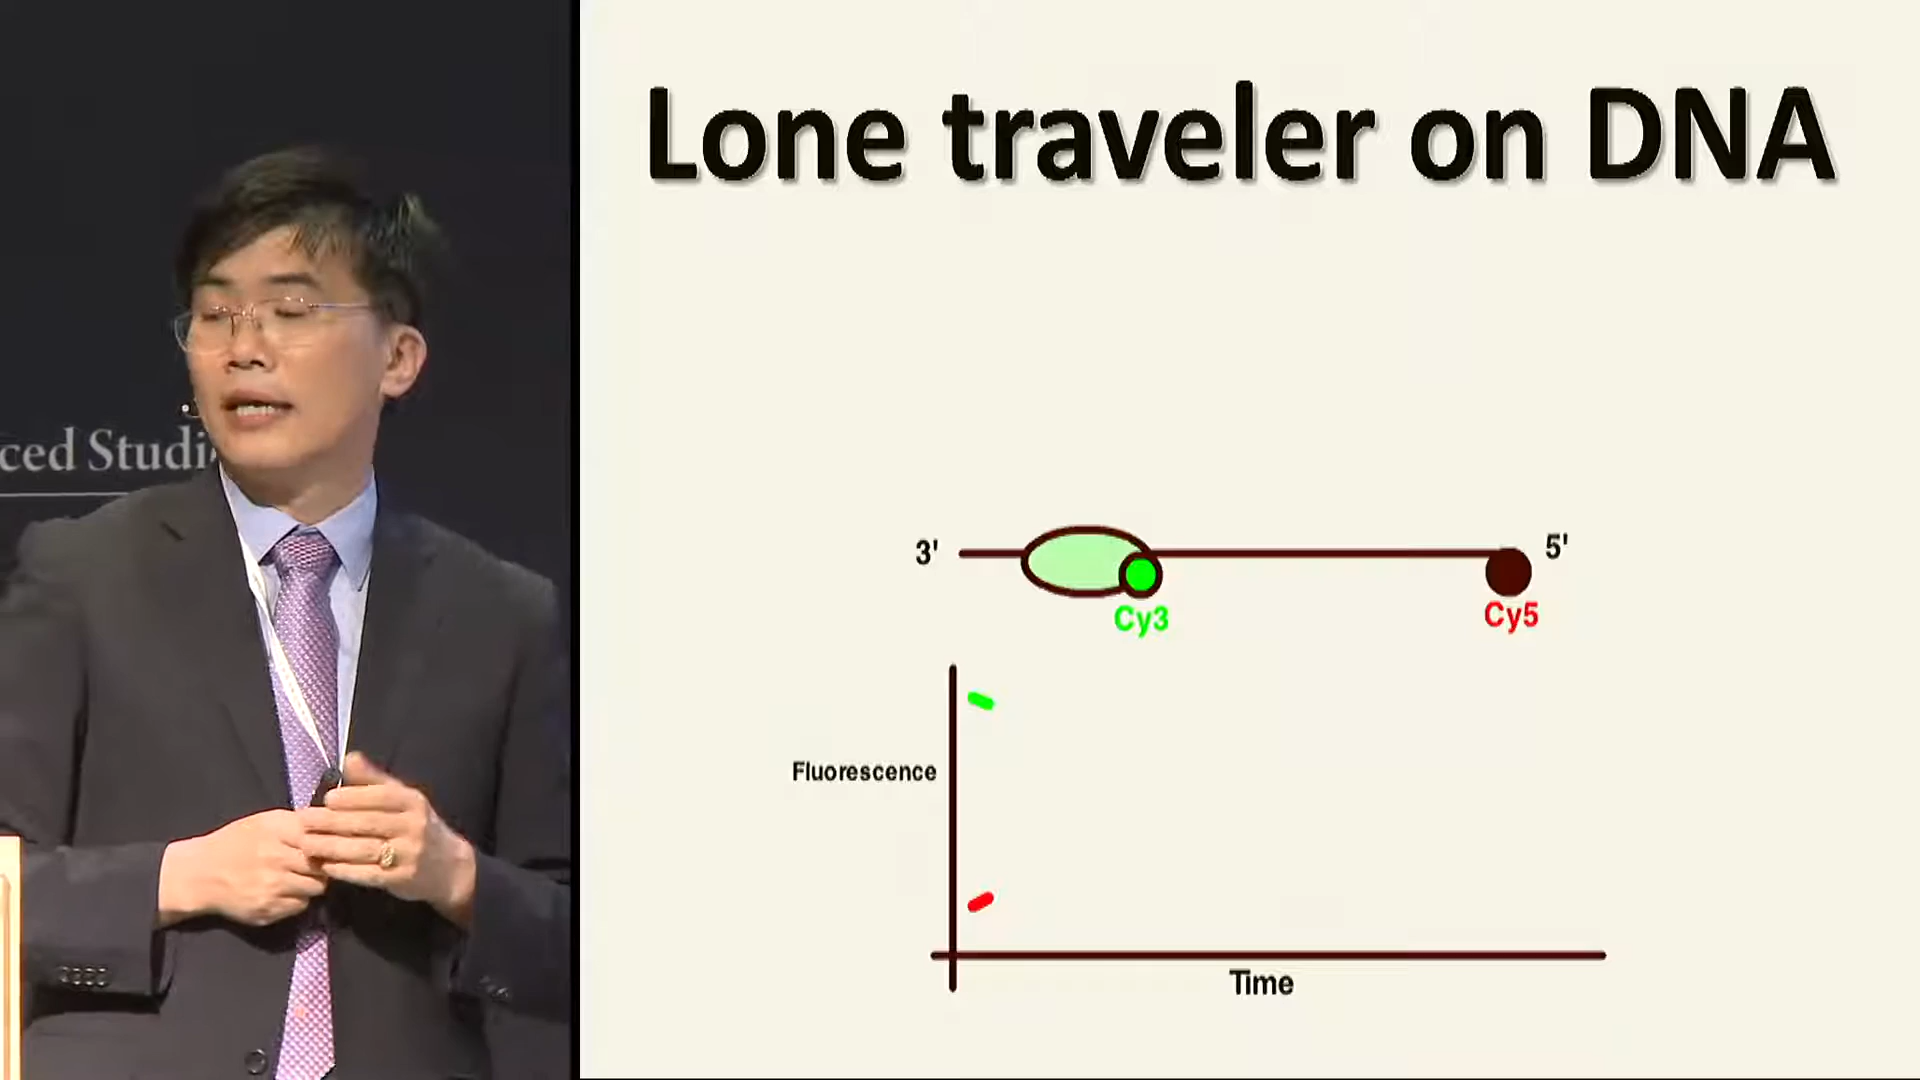 Lone traveler on DNA
ced Studi
3'
5'
Cy3
Cy5
Fluorescence
Time